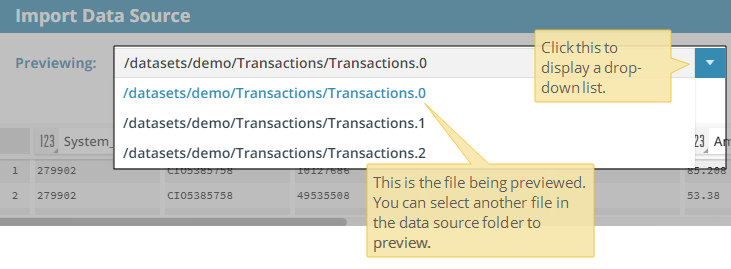 Import Data Source
Previewing:
/datasets/demo/Transactions/Transactions.0
Click this to
display a drop-
down list.
/datasets/demo/Transactions/Transactions.0
/datasets/demo/Transactions/Transactions.1
/datasets/demo/Transactions/Transactions.2
123 System_
123 Am
1 279902 CIO5385758 10127686 85.208
2 279902 CIO5385758 49535508 53.38
This is the file being previewed.
You can select another file in
the data source folder to
preview.